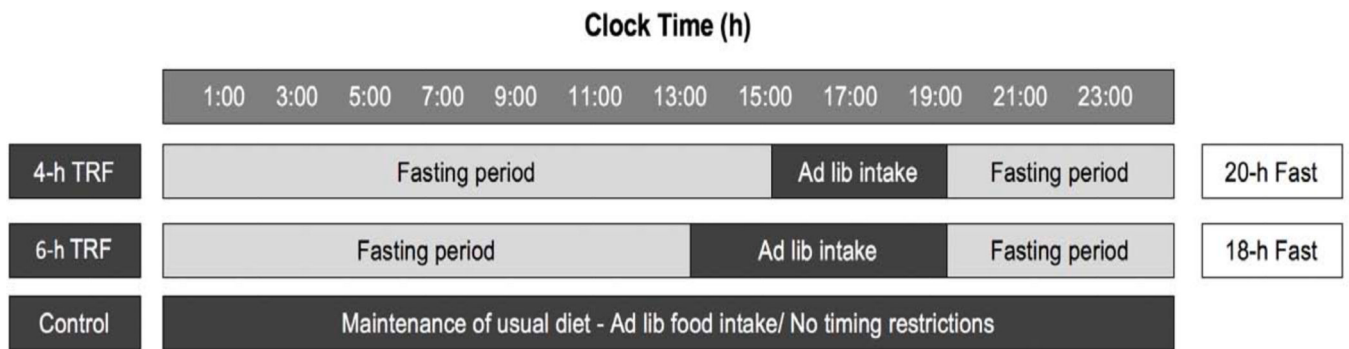 Clock Time (h)
1:00 3:00 5:00 7:00 9:00 11:00 13:00 15:00 17:00 19:00 21:00 23:00
4-h TRF Fasting period Ad lib intake Fasting period 20-h Fast
6-h TRF Fasting period Ad lib intake Fasting period 18-h Fast
Control Maintenance of usual diet - Ad lib food intake/ No timing restrictions